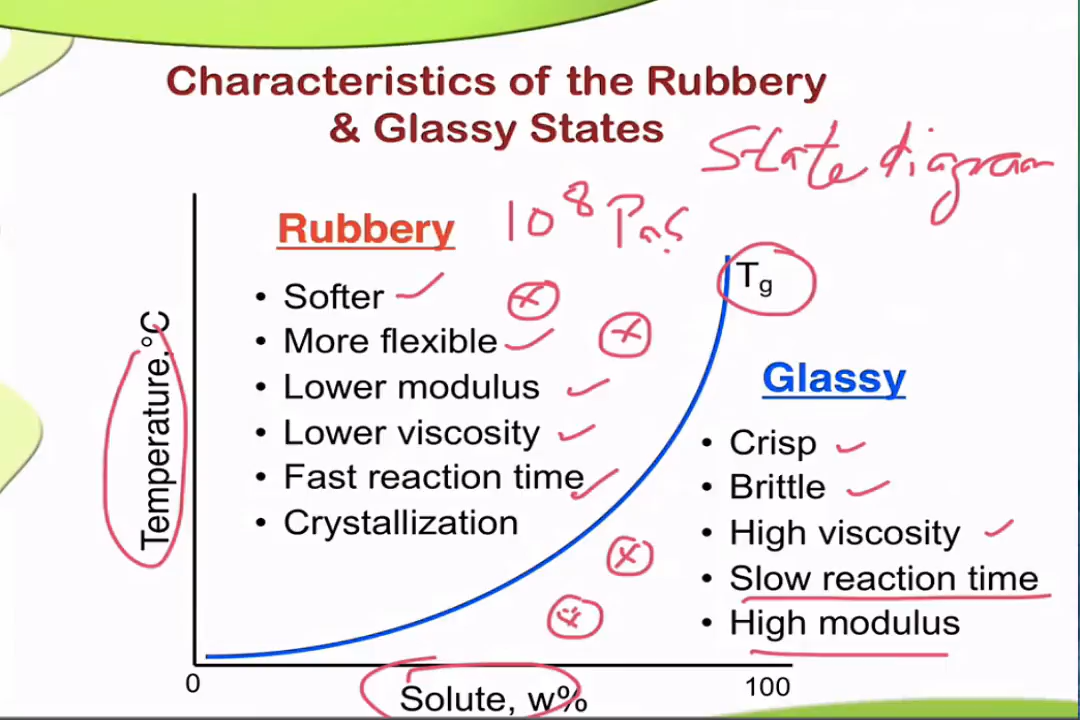 Characteristics of the Rubbery
& Glassy States
State diagram
Rubbery
10⁸ Pas
• Softer
• More flexible
• Lower modulus
• Lower viscosity
• Fast reaction time
• Crystallization
Tg
Glassy
• Crisp
• Brittle
• High viscosity
• Slow reaction time
• High modulus
Temperature,°C
0
Solute, w%
100